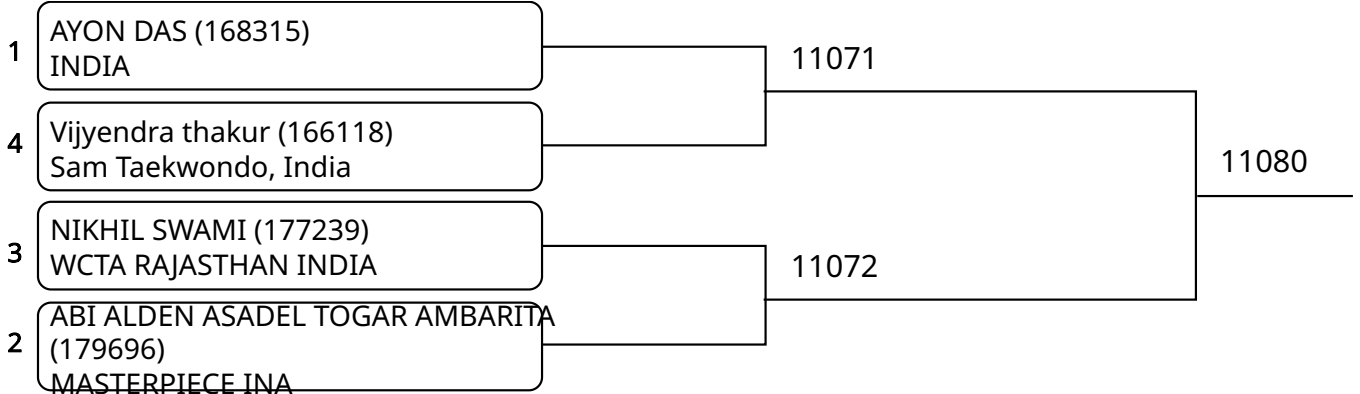 1
AYON DAS (168315)
INDIA
11071
4
Vijyendra thakur (166118)
Sam Taekwondo, India
11080
3
NIKHIL SWAMI (177239)
WCTA RAJASTHAN INDIA
11072
2
ABI ALDEN ASADEL TOGAR AMBARITA
(179696)
MASTERPIECE INA